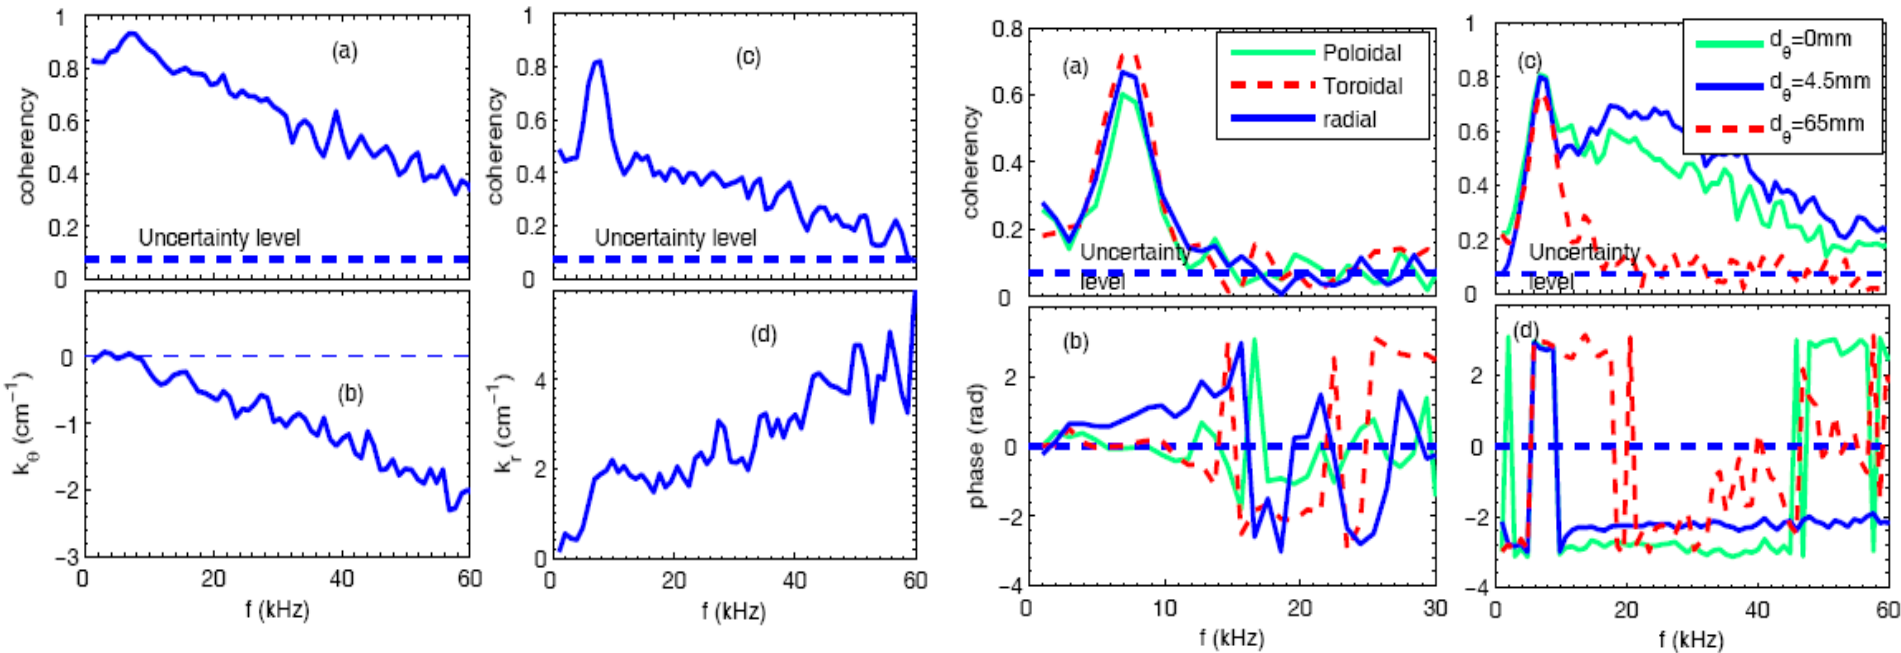 1
0.8
0.6
0.4
0.2
0
coherency
(a)
Uncertainty level
0
-1
-2
-3
k_θ (cm⁻¹)
(b)
0
20
40
60
f (kHz)
1
0.8
0.6
0.4
0.2
0
coherency
(c)
Uncertainty level
4
2
0
k_r (cm⁻¹)
(d)
0
20
40
60
f (kHz)
0.8
0.6
0.4
0.2
0
coherency
(a)
Poloidal
Toroidal
radial
Uncertainty
level
2
0
−2
−4
phase (rad)
(b)
0
10
20
30
f (kHz)
1
0.8
0.6
0.4
0.2
0
(c)
d_θ=0mm
d_θ=4.5mm
d_θ=65mm
Uncertainty
level
2
0
−2
−4
(d)
0
20
40
60
f (kHz)